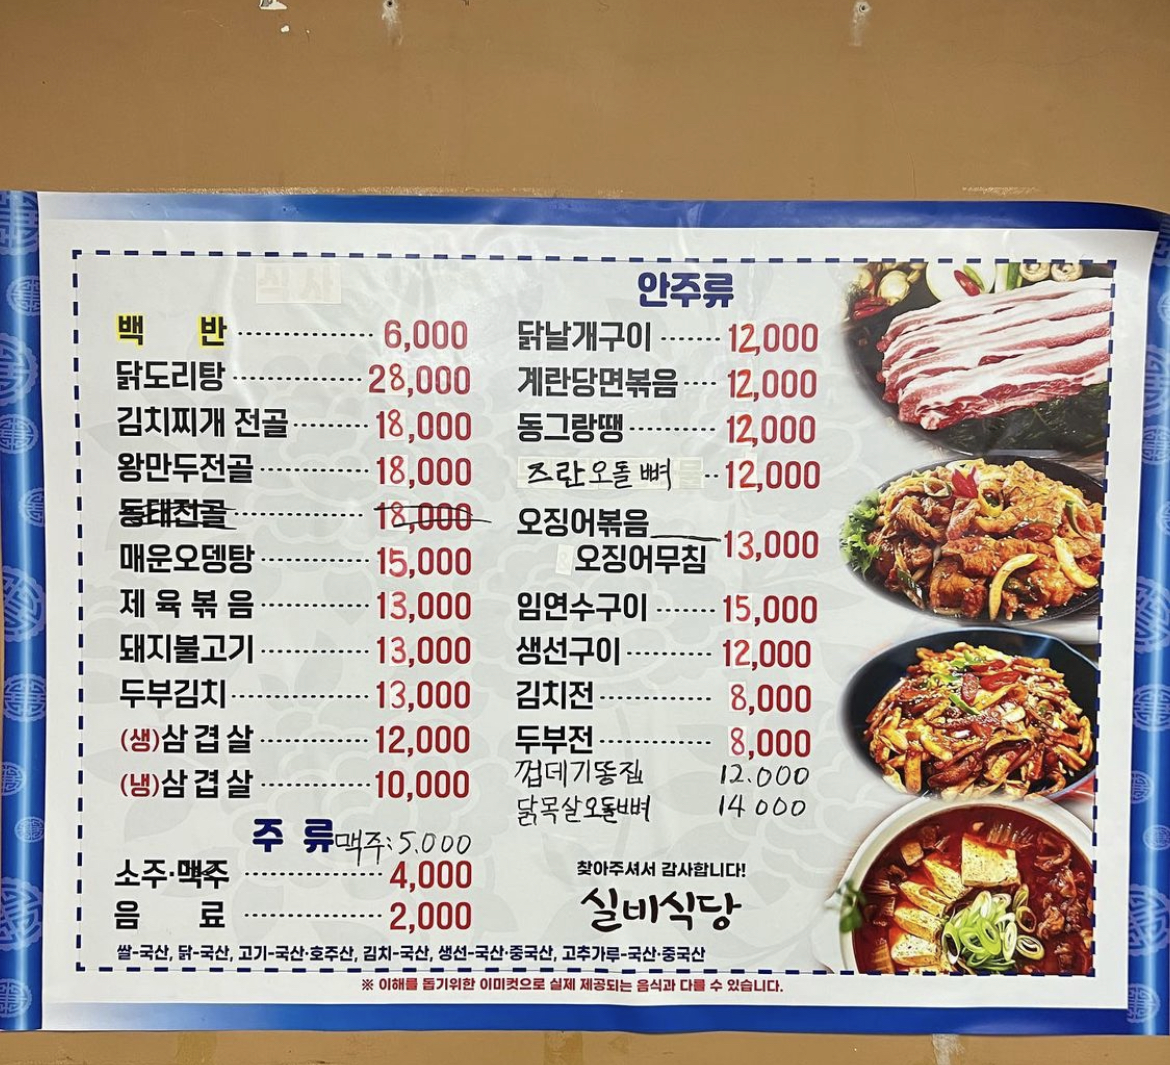 백 반 6,000
닭도리탕 28,000
김치찌개 전골 18,000
왕만두전골 18,000
동태전골 18,000
매운오뎅탕 15,000
제육볶음 13,000
돼지불고기 13,000
두부김치 13,000
(생)삼겹살 12,000
(냉)삼겹살 10,000
주 류 맥주:5.000
소주·맥주 4,000
음 료 2,000
안주류
닭날개구이 12,000
계란당면볶음 12,000
동그랑땡 12,000
즈란오돌뼈 12,000
오징어볶음
오징어무침 13,000
임연수구이 15,000
생선구이 12,000
김치전 8,000
두부전 8,000
껍데기똥집 12.000
닭목살오돌뼈 14000
찾아주셔서 감사합니다!
실비식당
쌀-국산, 닭-국산, 고기-국산·호주산, 김치-국산, 생선-국산·중국산, 고추가루-국산·중국산
※ 이해를 돕기위한 이미컷으로 실제 제공되는 음식과 다를 수 있습니다.